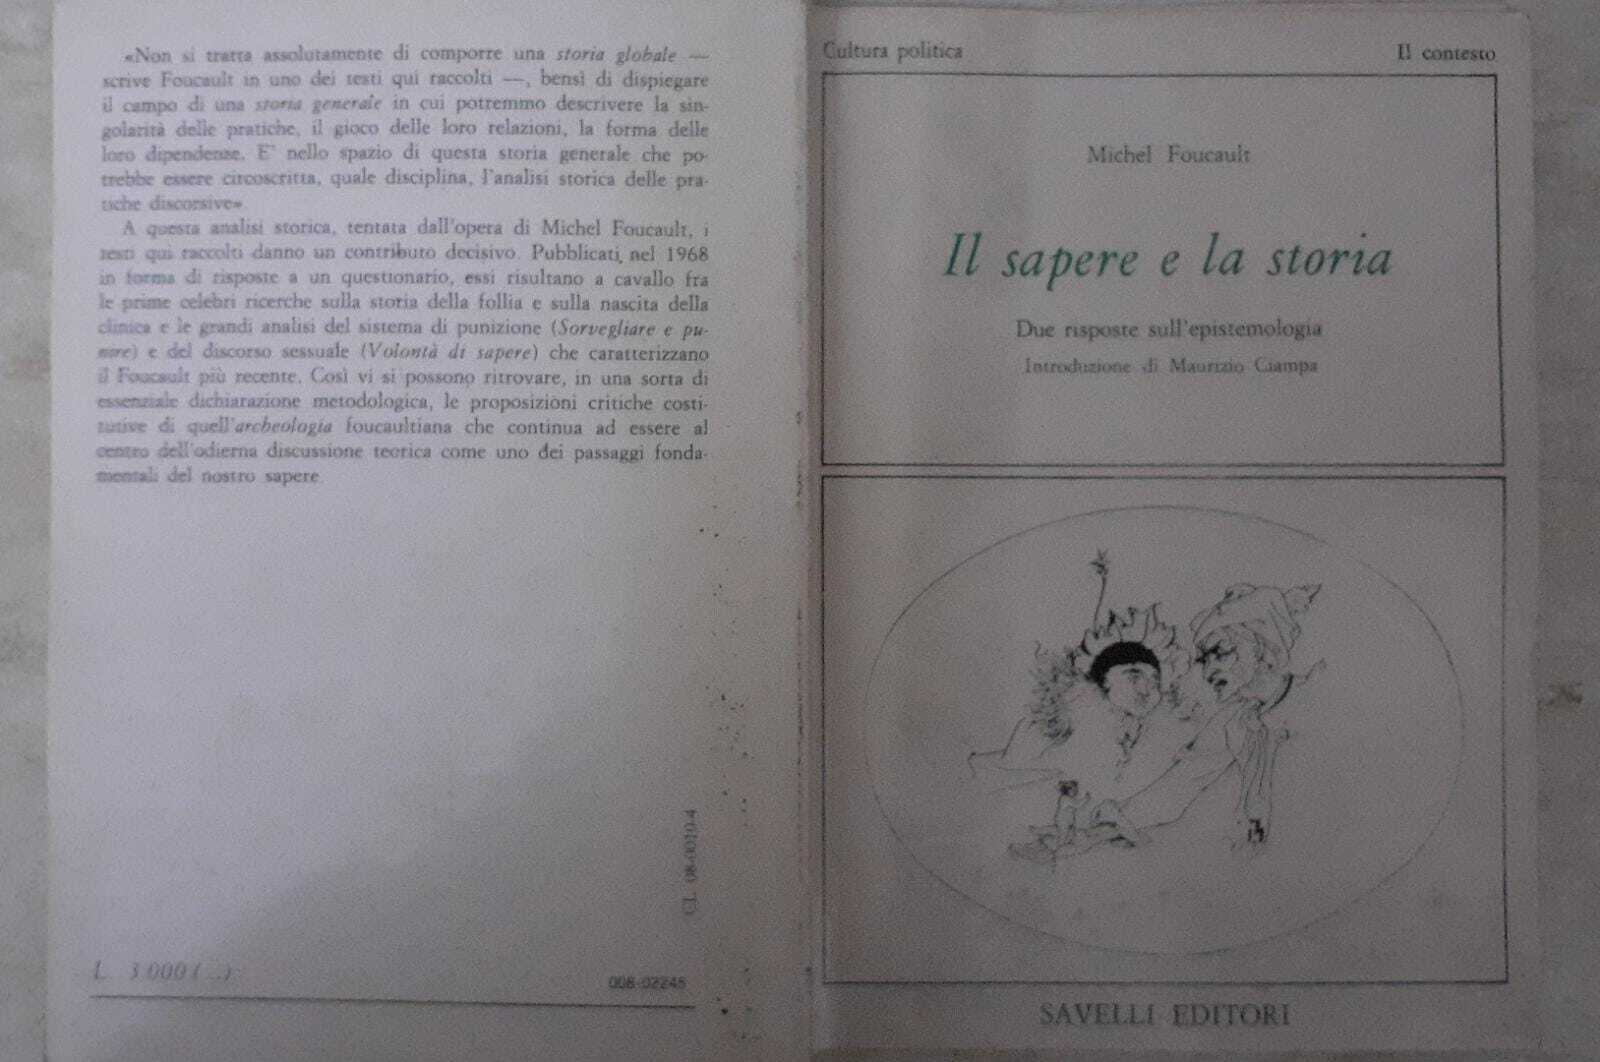 «Non si tratta assolutamente di comporre una storia globale —
scrive Foucault in uno dei testi qui raccolti —, bensì di dispiegare
il campo di una storia generale in cui potremmo descrivere la sin-
golarità delle pratiche, il gioco delle loro relazioni, la forma delle
loro dipendenze. E' nello spazio di questa storia generale che po-
trebbe essere circoscritta, quale disciplina, l'analisi storica delle pra-
tiche discorsive».
A questa analisi storica, tentata dall'opera di Michel Foucault, i
testi qui raccolti danno un contributo decisivo. Pubblicati, nel 1968
in forma di risposte a un questionario, essi risultano a cavallo fra
le prime celebri ricerche sulla storia della follia e sulla nascita della
clinica e le grandi analisi del sistema di punizione (Sorvegliare e pu-
nire) e del discorso sessuale (Volontà di sapere) che caratterizzano
il Foucault più recente. Così vi si possono ritrovare, in una sorta di
essenziale dichiarazione metodologica, le proposizioni critiche costi-
tutive di quell'archeologia foucaultiana che continua ad essere al
centro dell'odierna discussione teorica come uno dei passaggi fonda-
mentali del nostro sapere.
CL 08-0010-4
L. 3.000 (...)
008-02245
Cultura politica
Il contesto
Michel Foucault
Il sapere e la storia
Due risposte sull'epistemologia
Introduzione di Maurizio Ciampa
SAVELLI EDITORI